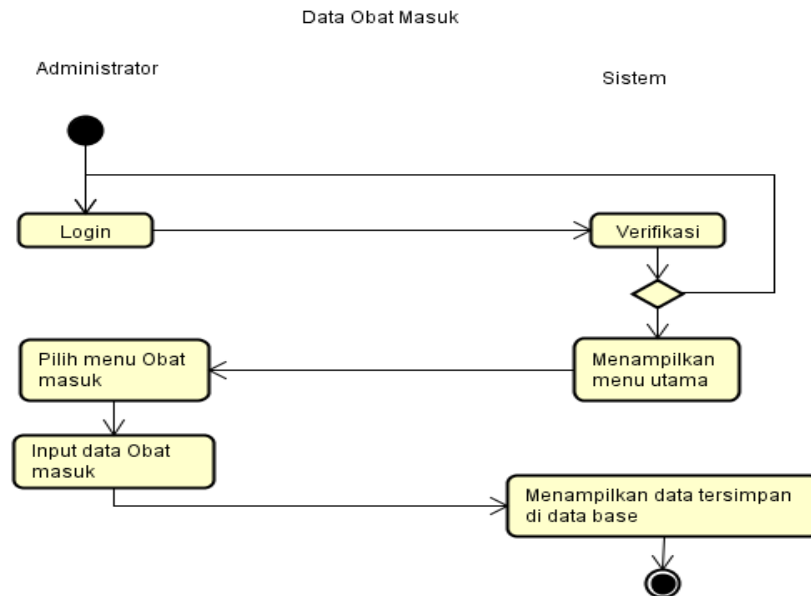 Data Obat Masuk
Administrator
Sistem
Login
Verifikasi
Pilih menu Obat
masuk
Menampilkan
menu utama
Input data Obat
masuk
Menampilkan data tersimpan
di data base